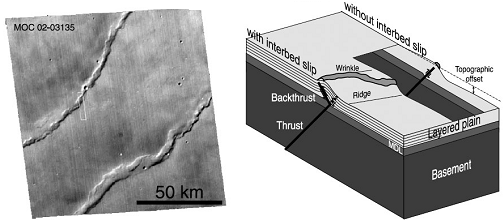 MOC 02-03135
50 km
without interbed slip
with interbed slip
Wrinkle
Topographic
offset
Ridge
Backthrust
Thrust
Layered plain
MDL
Basement